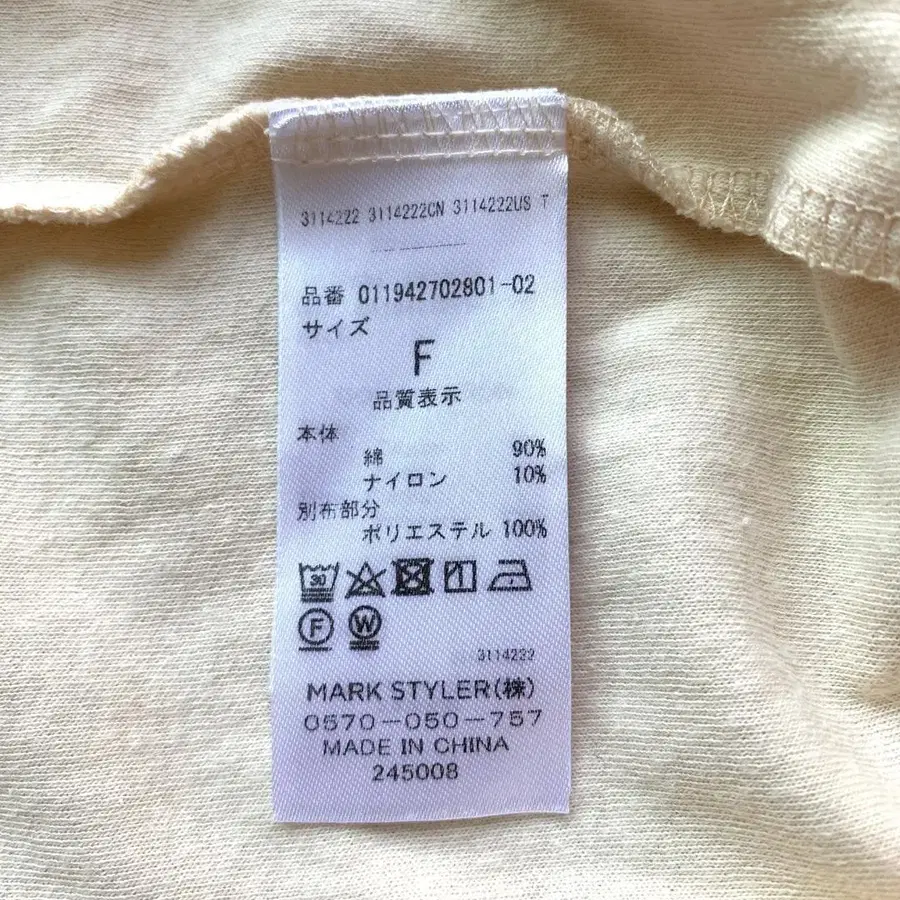 3114222 3114222CN 3114222US T
品番 011942702801-02
サイズ
F
品質表示
本体
綿 90%
ナイロン 10%
別布部分
ポリエステル 100%
30
F W
3114222
MARK STYLER(株)
0570-050-757
MADE IN CHINA
245008